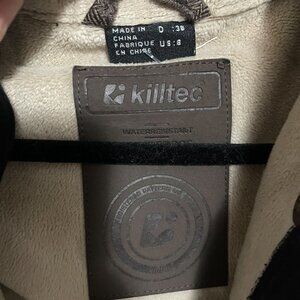 MADE IN D :38
CHINA
FABRIQUE US:8
EN CHINE
killtec
WATERRESISTANT